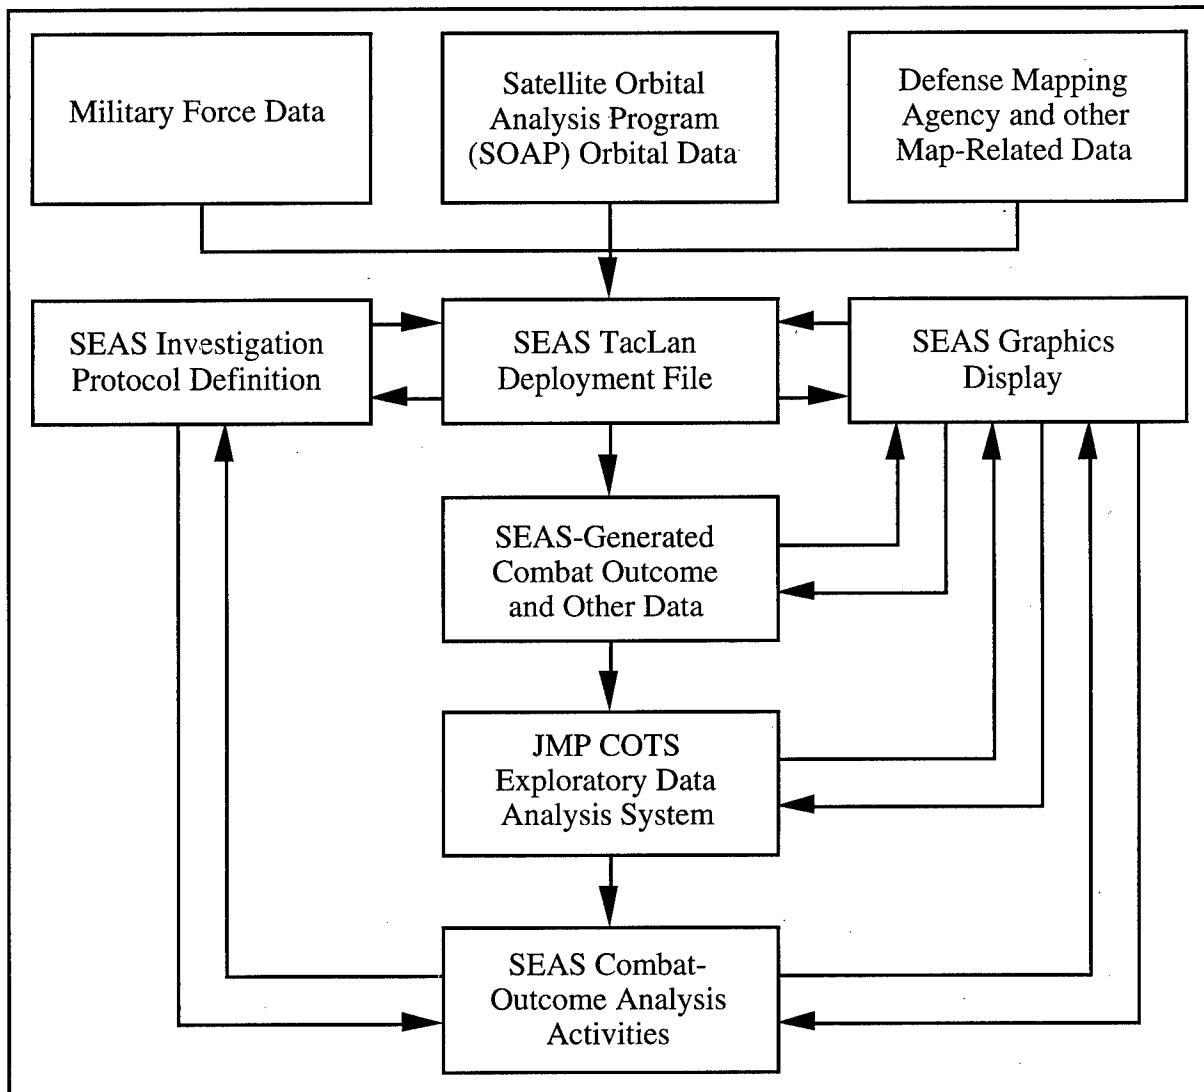 Military Force Data
Satellite Orbital
Analysis Program
(SOAP) Orbital Data
Defense Mapping
Agency and other
Map-Related Data
SEAS Investigation
Protocol Definition
SEAS TacLan
Deployment File
SEAS Graphics
Display
SEAS-Generated
Combat Outcome
and Other Data
JMP COTS
Exploratory Data
Analysis System
SEAS Combat-
Outcome Analysis
Activities